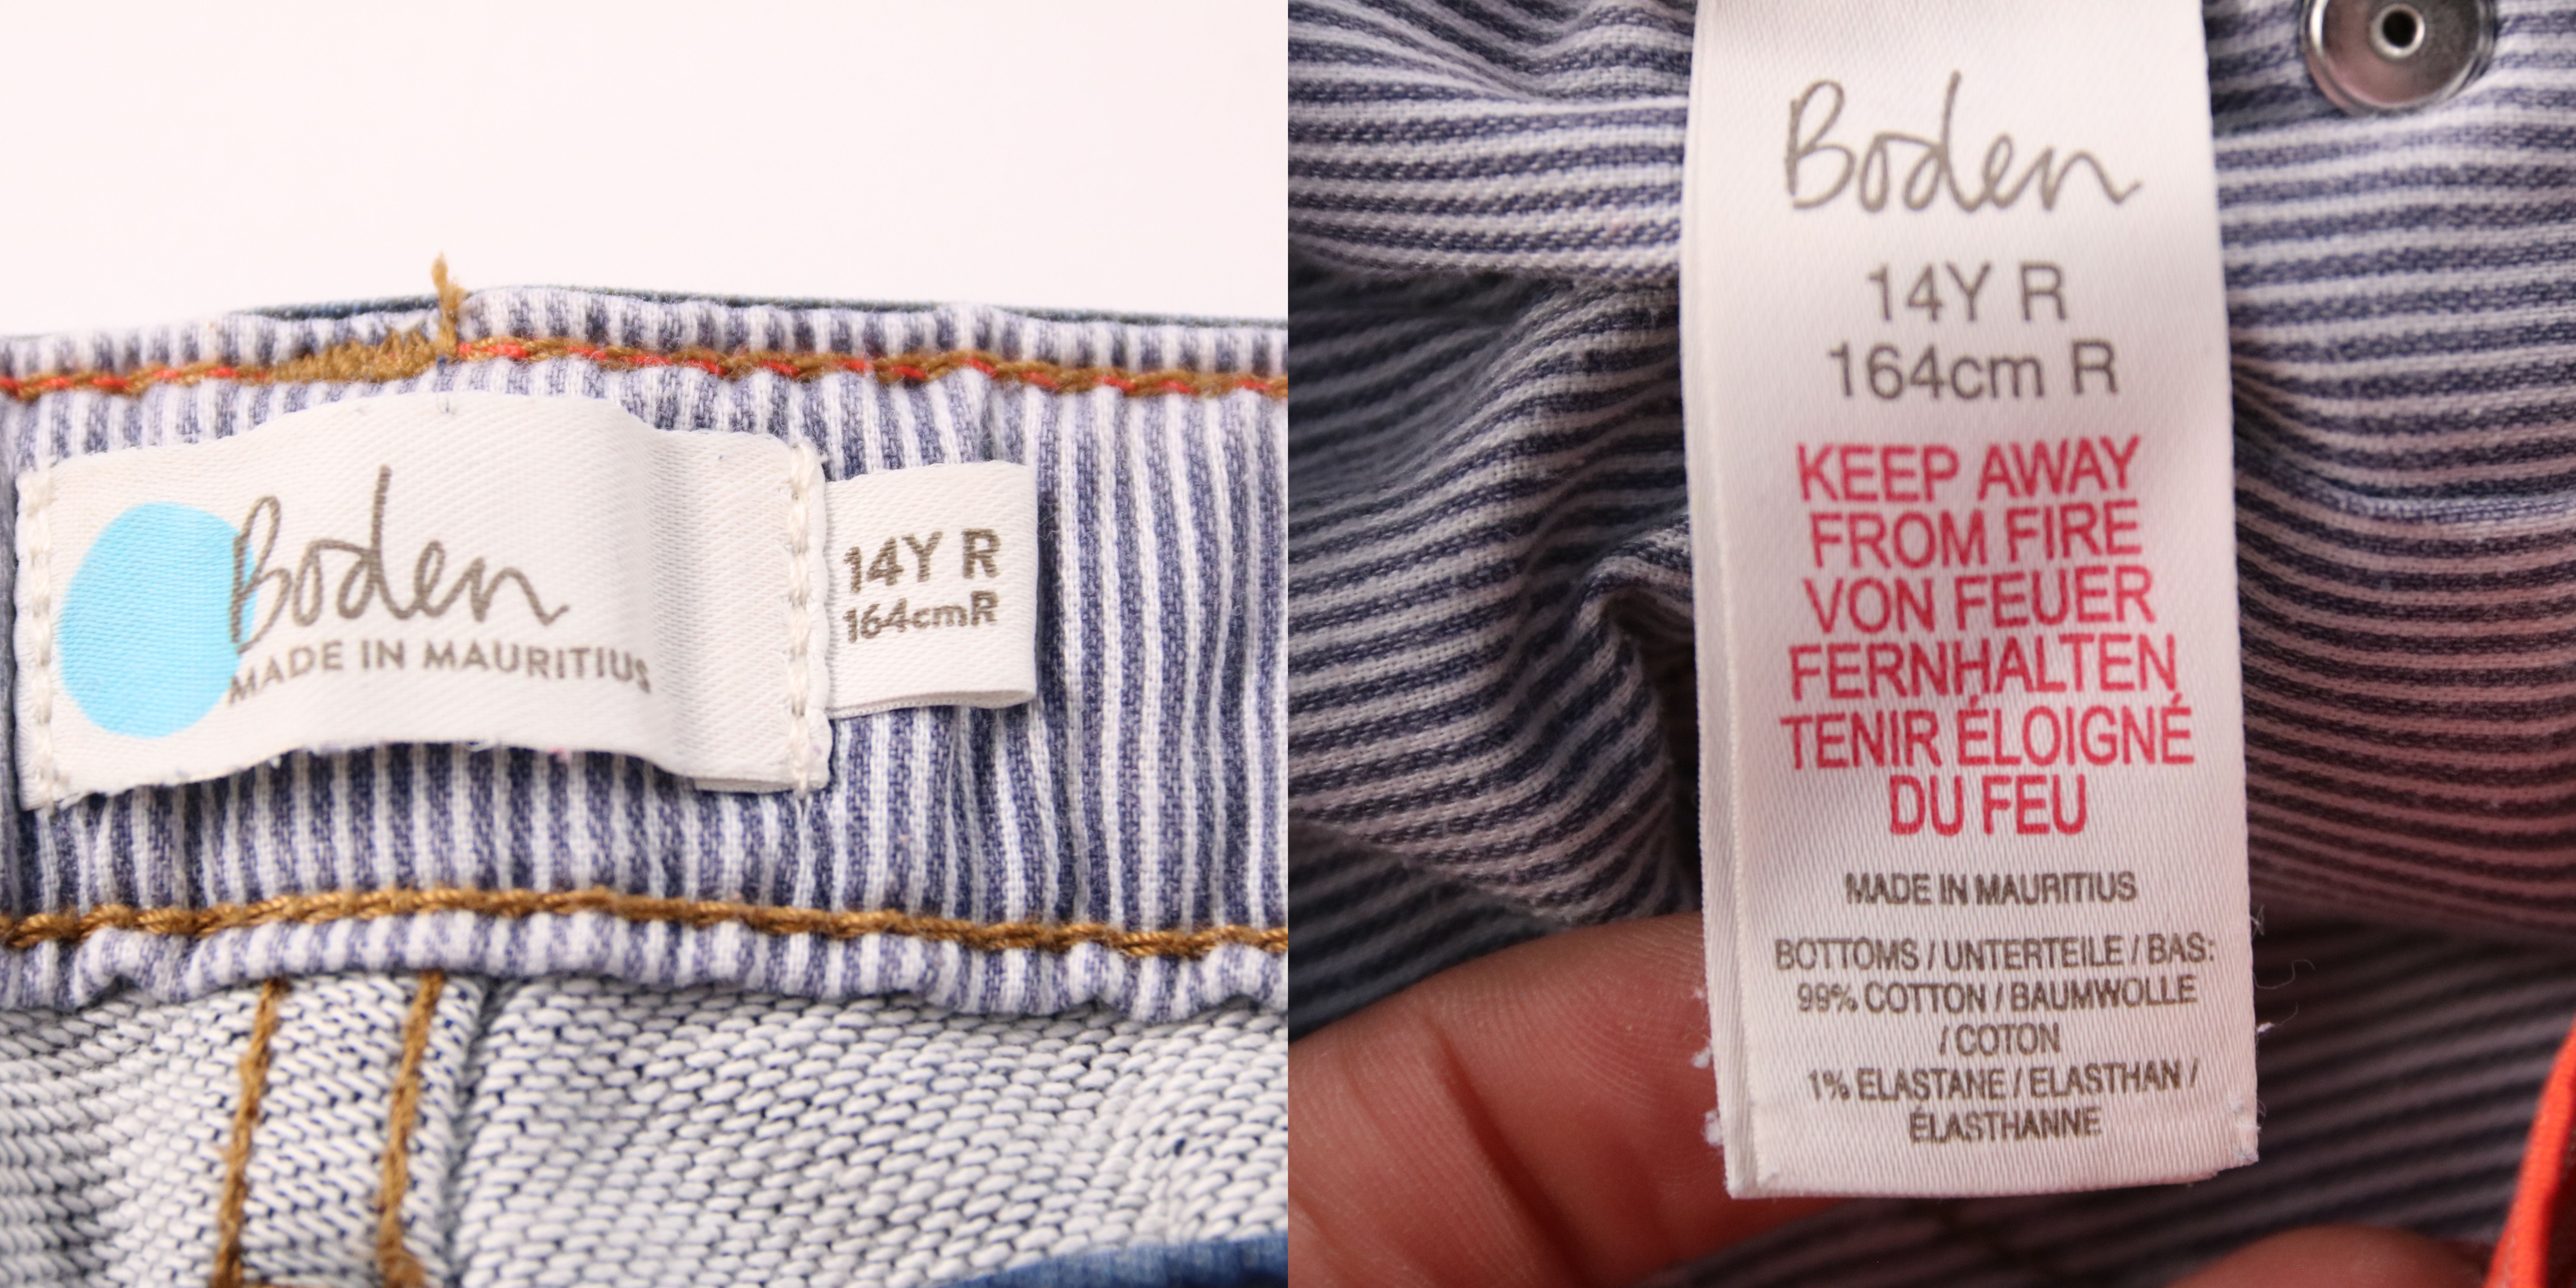 Boden
MADE IN MAURITIUS
14Y R
164cmR
Boden
14Y R
164cm R
KEEP AWAY
FROM FIRE
VON FEUER
FERNHALTEN
TENIR ÉLOIGNÉ
DU FEU
MADE IN MAURITIUS
BOTTOMS / UNTERTEILE / BAS:
99% COTTON / BAUMWOLLE
/ COTON
1% ELASTANE / ELASTHAN /
ÉLASTHANNE